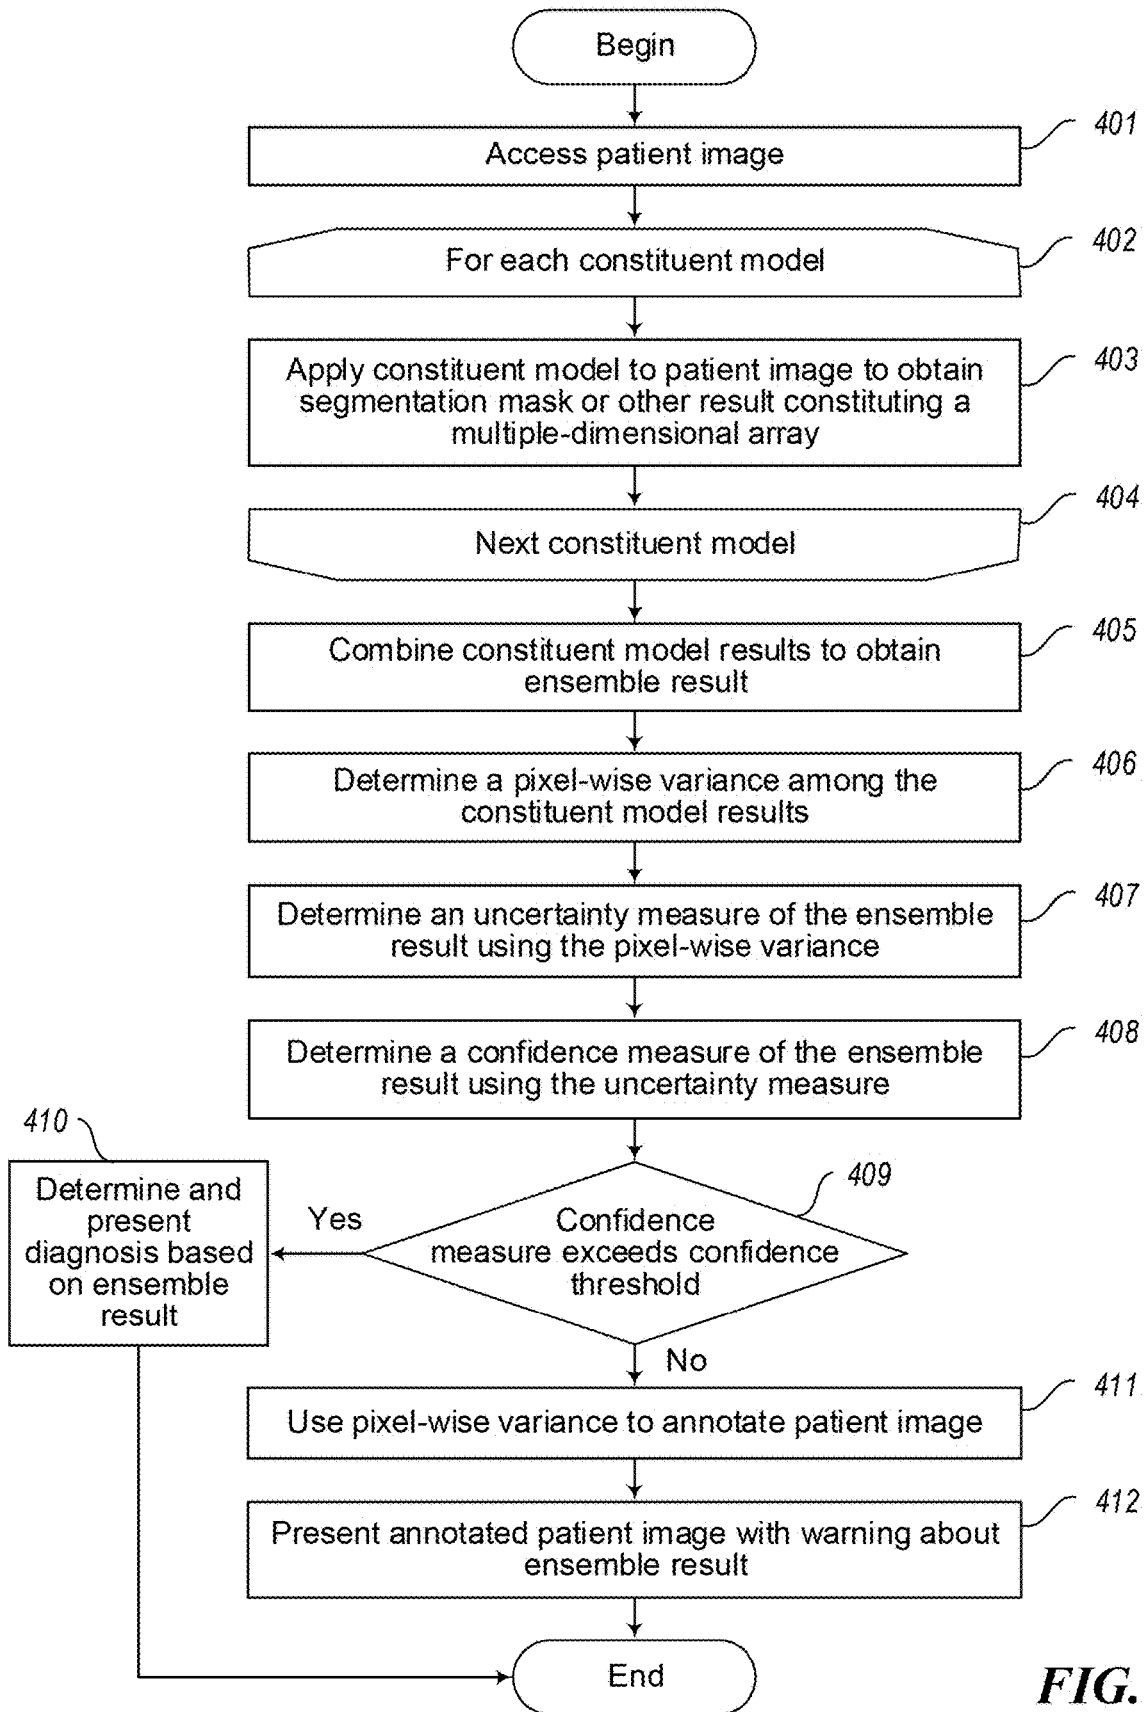 Begin
401
Access patient image
402
For each constituent model
403
Apply constituent model to patient image to obtain
segmentation mask or other result constituting a
multiple-dimensional array
404
Next constituent model
405
Combine constituent model results to obtain
ensemble result
406
Determine a pixel-wise variance among the
constituent model results
407
Determine an uncertainty measure of the ensemble
result using the pixel-wise variance
408
Determine a confidence measure of the ensemble
result using the uncertainty measure
410
409
Determine and
present
diagnosis based
on ensemble
result
Yes
Confidence
measure exceeds confidence
threshold
No
411
Use pixel-wise variance to annotate patient image
412
Present annotated patient image with warning about
ensemble result
End
FIG.